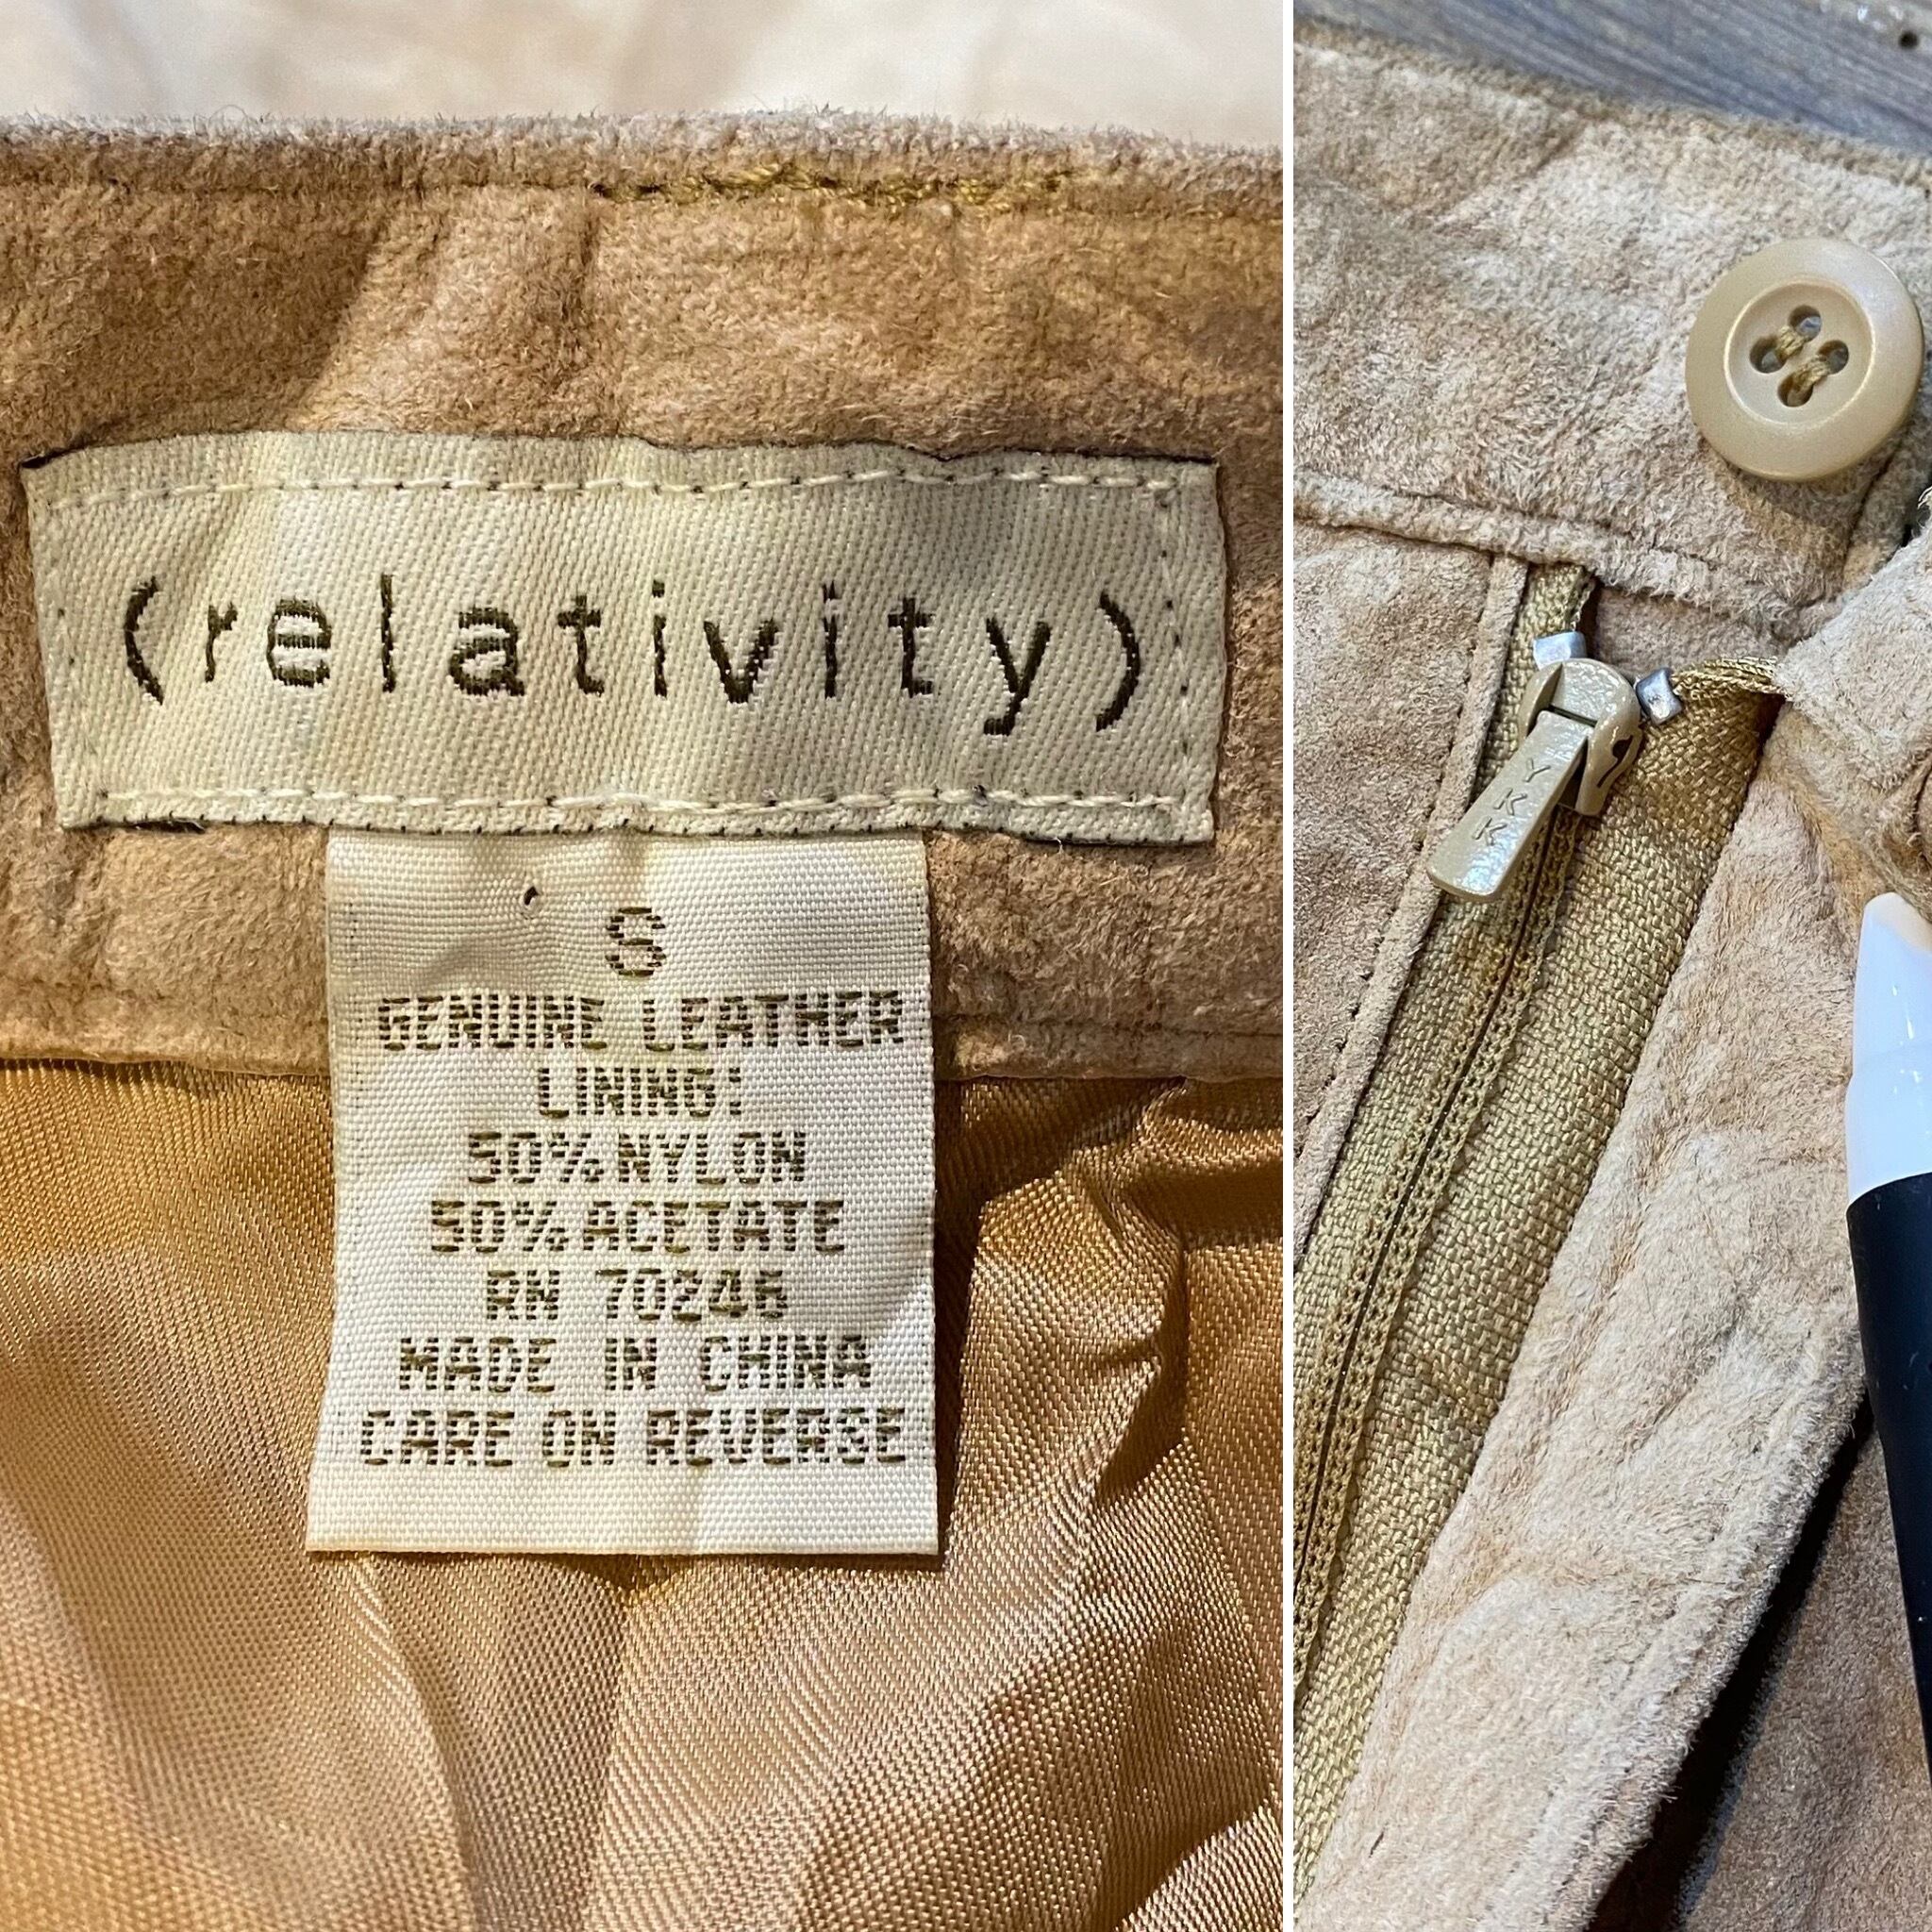 (relativity)
S
GENUINE LEATHER
LINING:
50% NYLON
50% ACETATE
RN 70246
MADE IN CHINA
CARE ON REVERSE
YKK